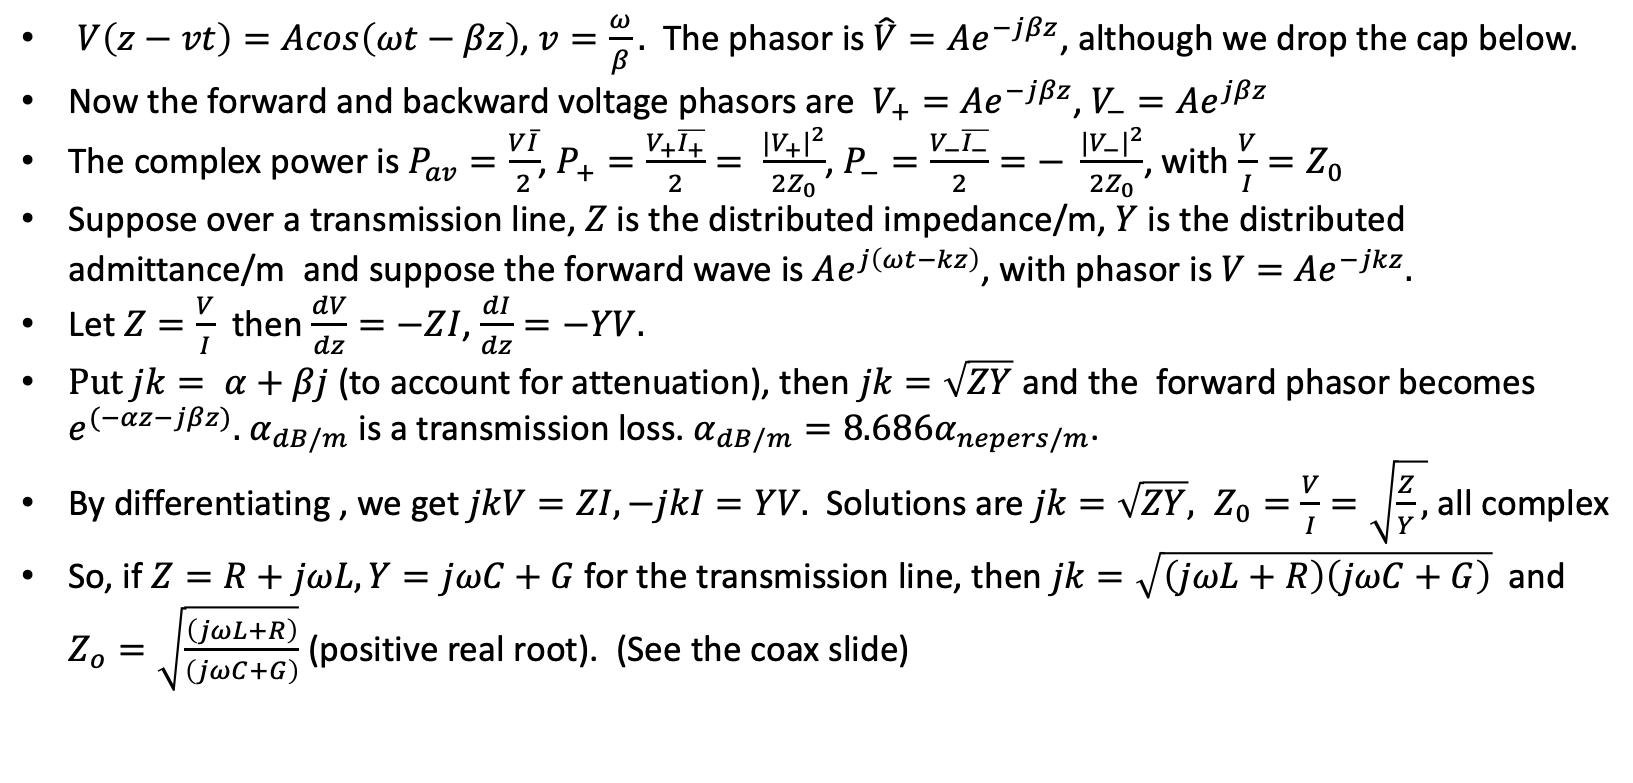 • V(z − vt) = Acos(ωt − βz), v = ω/β. The phasor is V̂ = Ae^{−jβz}, although we drop the cap below.
• Now the forward and backward voltage phasors are V₊ = Ae^{−jβz}, V₋ = Ae^{jβz}
• The complex power is P_{av} = VĪ/2, P₊ = V₊\overline{I₊}/2 = |V₊|²/2Z₀, P₋ = V₋\overline{I₋}/2 = − |V₋|²/2Z₀, with V/I = Z₀
• Suppose over a transmission line, Z is the distributed impedance/m, Y is the distributed
admittance/m and suppose the forward wave is Ae^{j(ωt−kz)}, with phasor is V = Ae^{−jkz}.
• Let Z = V/I then dV/dz = −ZI, dI/dz = −YV.
• Put jk = α + βj (to account for attenuation), then jk = √(ZY) and the forward phasor becomes
e^{(−αz−jβz)}. α_{dB/m} is a transmission loss. α_{dB/m} = 8.686α_{nepers/m}.
• By differentiating , we get jkV = ZI, −jkI = YV. Solutions are jk = √(ZY), Z₀ = V/I = √(Z/Y), all complex
• So, if Z = R + jωL, Y = jωC + G for the transmission line, then jk = √((jωL + R)(jωC + G)) and
Z_o = √((jωL+R)/(jωC+G)) (positive real root). (See the coax slide)